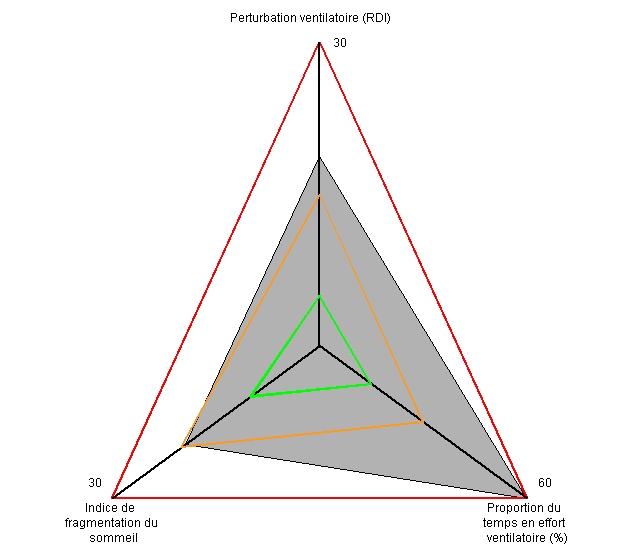 Perturbation ventilatoire (RDI)
30
30
60
Indice de
fragmentation du
sommeil
Proportion du
temps en effort
ventilatoire (%)